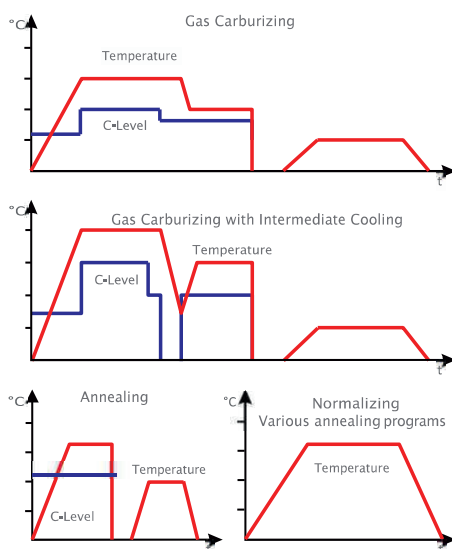 °C
Gas Carburizing
Temperature
C-Level
t
°C
Gas Carburizing with Intermediate Cooling
Temperature
C-Level
t
°C
Annealing
Temperature
C-Level
°C
Normalizing
Various annealing programs
Temperature